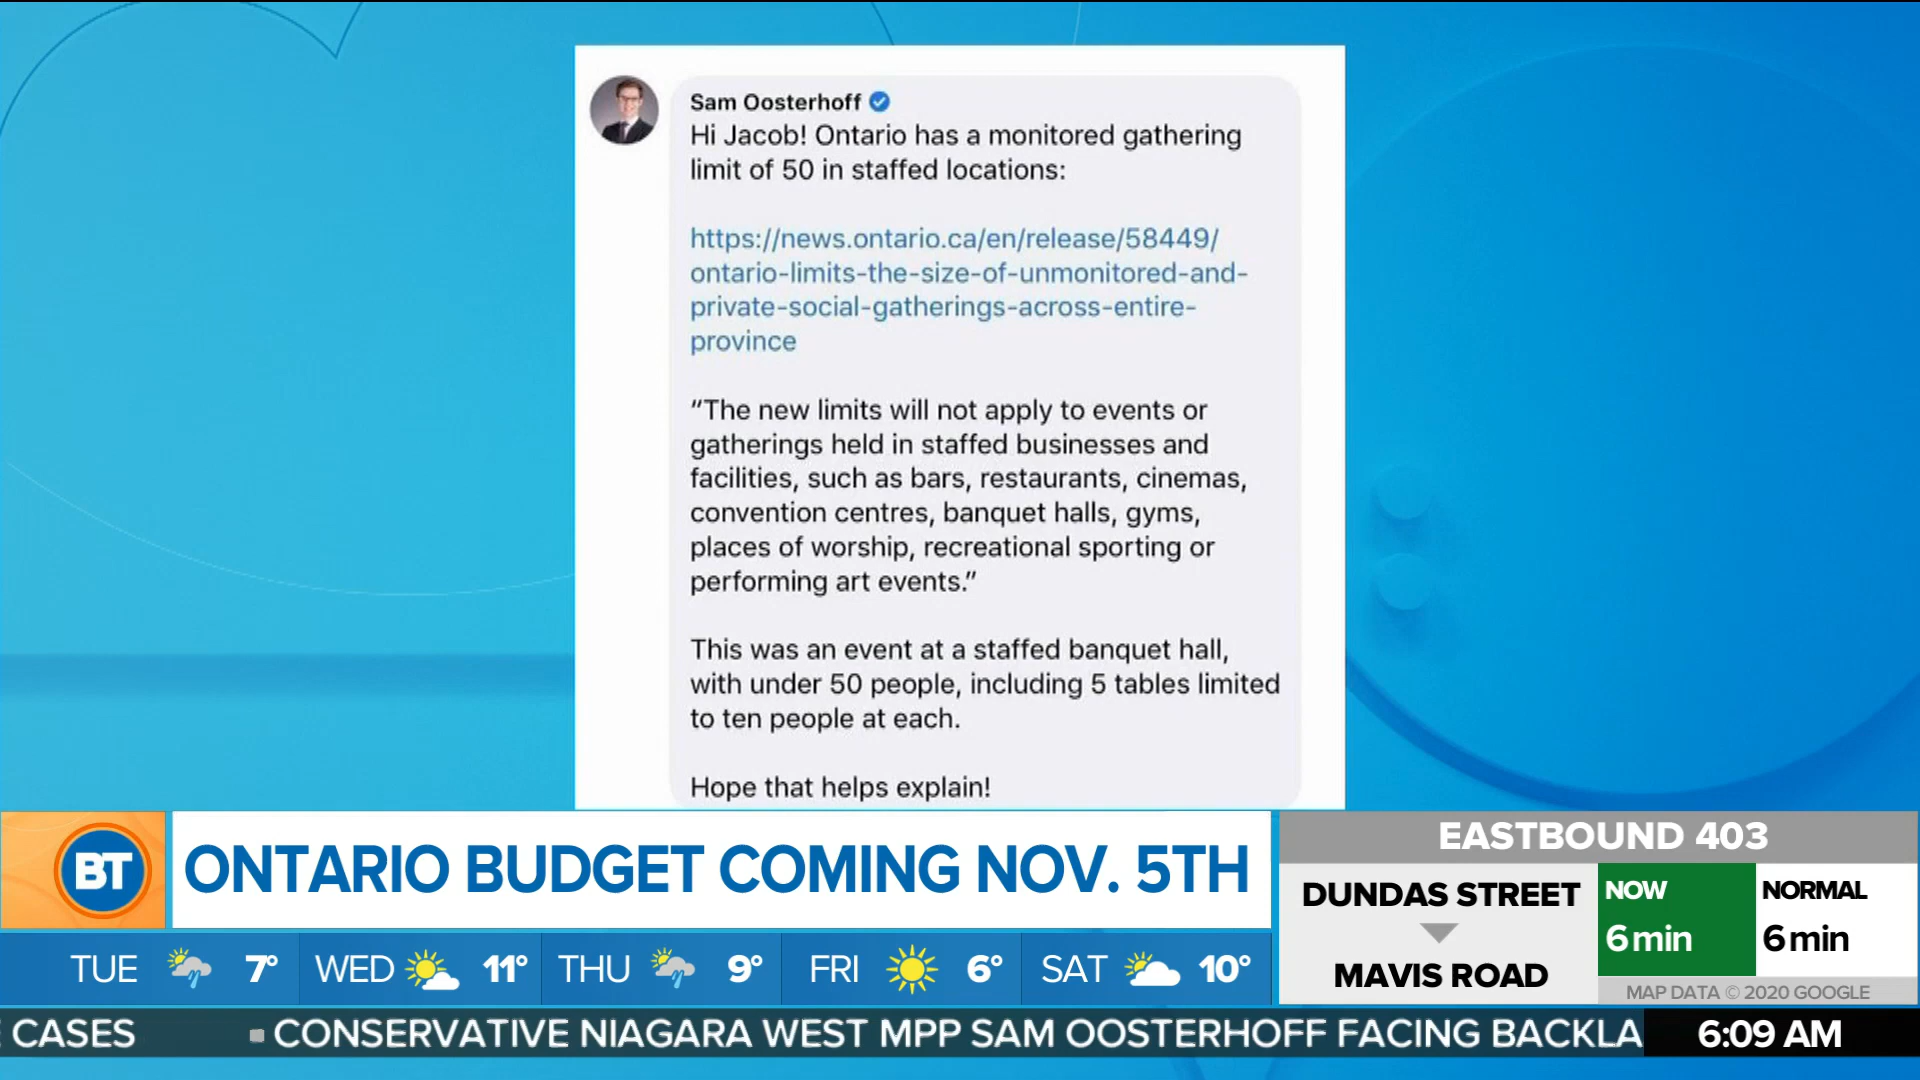 Sam Oosterhoff
Hi Jacob! Ontario has a monitored gathering
limit of 50 in staffed locations:
https://news.ontario.ca/en/release/58449/
ontario-limits-the-size-of-unmonitored-and-
private-social-gatherings-across-entire-
province
“The new limits will not apply to events or
gatherings held in staffed businesses and
facilities, such as bars, restaurants, cinemas,
convention centres, banquet halls, gyms,
places of worship, recreational sporting or
performing art events.”
This was an event at a staffed banquet hall,
with under 50 people, including 5 tables limited
to ten people at each.
Hope that helps explain!
BT
ONTARIO BUDGET COMING NOV. 5TH
EASTBOUND 403
DUNDAS STREET
MAVIS ROAD
NOW
6 min
NORMAL
6 min
MAP DATA © 2020 GOOGLE
TUE 7° WED 11° THU 9° FRI 6° SAT 10°
CASES ▪ CONSERVATIVE NIAGARA WEST MPP SAM OOSTERHOFF FACING BACKLA
6:09 AM